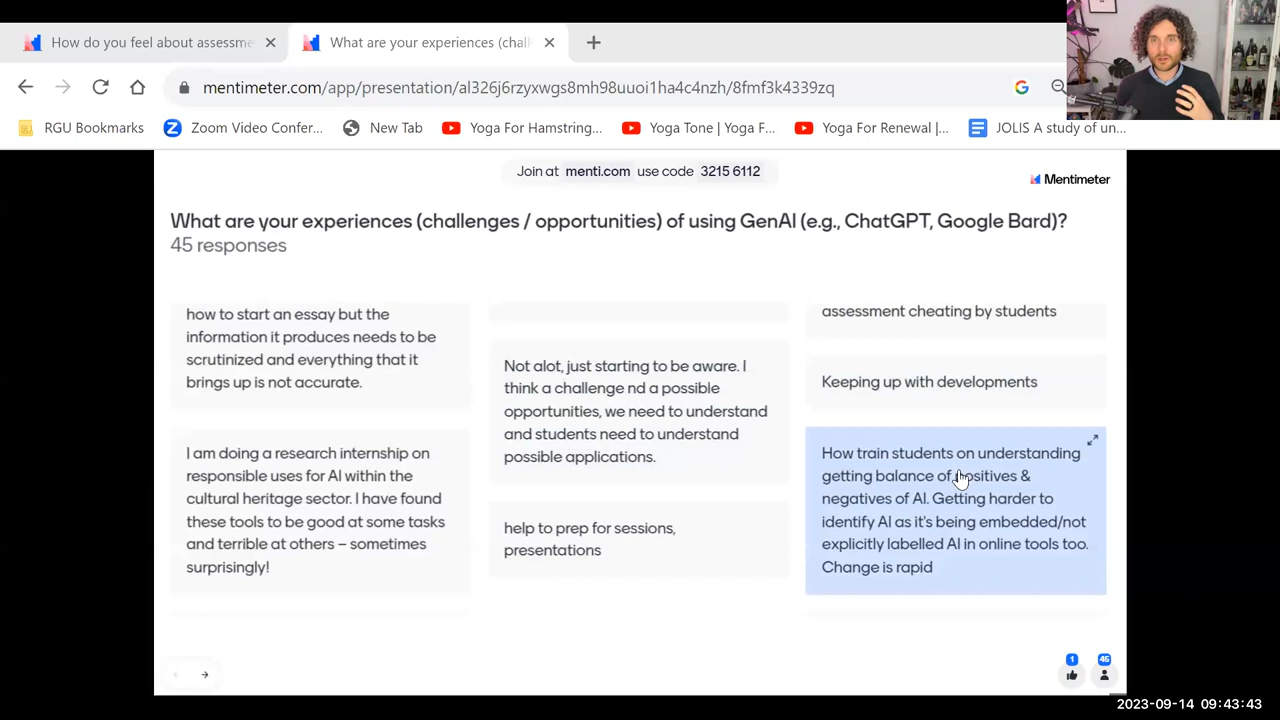 How do you feel about assessme
What are your experiences (chall
mentimeter.com/app/presentation/al326j6rzyxwgs8mh98uuoi1ha4c4nzh/8fmf3k4339zq
RGU Bookmarks
Zoom Video Confer...
New Tab
Yoga For Hamstring...
Yoga Tone | Yoga F...
Yoga For Renewal |...
JOLIS A study of un...
Join at menti.com use code 3215 6112
Mentimeter
What are your experiences (challenges / opportunities) of using GenAI (e.g., ChatGPT, Google Bard)?
45 responses
how to start an essay but the
information it produces needs to be
scrutinized and everything that it
brings up is not accurate.
I am doing a research internship on
responsible uses for AI within the
cultural heritage sector. I have found
these tools to be good at some tasks
and terrible at others – sometimes
surprisingly!
Not alot, just starting to be aware. I
think a challenge nd a possible
opportunities, we need to understand
and students need to understand
possible applications.
help to prep for sessions,
presentations
assessment cheating by students
Keeping up with developments
How train students on understanding
getting balance of positives &
negatives of AI. Getting harder to
identify AI as it's being embedded/not
explicitly labelled AI in online tools too.
Change is rapid
1
45
2023-09-14 09:43:43